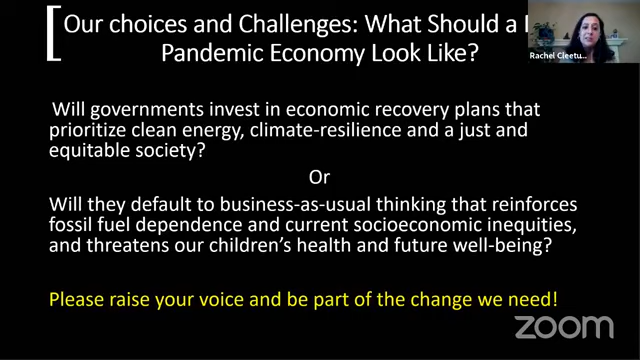 Our choices and Challenges: What Should a
Pandemic Economy Look Like?
Rachel Cleetu...
Will governments invest in economic recovery plans that
prioritize clean energy, climate-resilience and a just and
equitable society?
Or
Will they default to business-as-usual thinking that reinforces
fossil fuel dependence and current socioeconomic inequities,
and threatens our children's health and future well-being?
Please raise your voice and be part of the change we need!
zoom